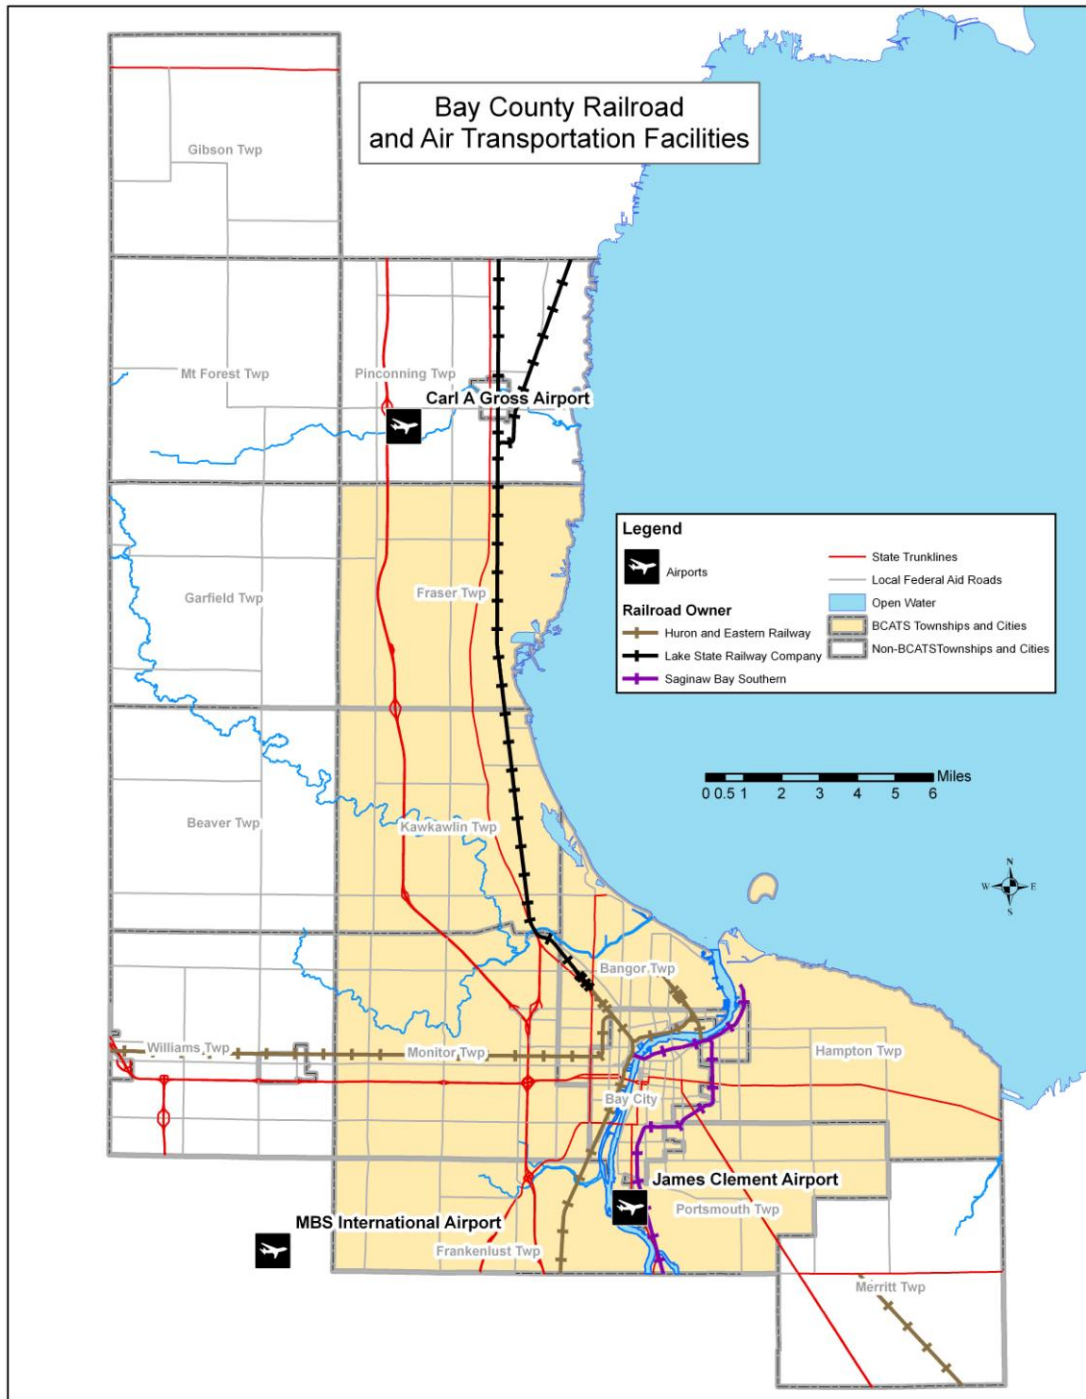 Bay County Railroad
and Air Transportation Facilities
Gibson Twp
Mt Forest Twp
Pinconning Twp
Carl A Gross Airport
Legend
Airports
Railroad Owner
Huron and Eastern Railway
Lake State Railway Company
Saginaw Bay Southern
State Trunklines
Local Federal Aid Roads
Open Water
BCATS Townships and Cities
Non-BCATSTownships and Cities
Garfield Twp
Fraser Twp
Miles
0 0.5 1 2 3 4 5 6
Beaver Twp
Kawkawlin Twp
N
W E
S
Bangor Twp
Williams Twp
Monitor Twp
Hampton Twp
Bay City
James Clement Airport
Portsmouth Twp
MBS International Airport
Frankenlust Twp
Merritt Twp